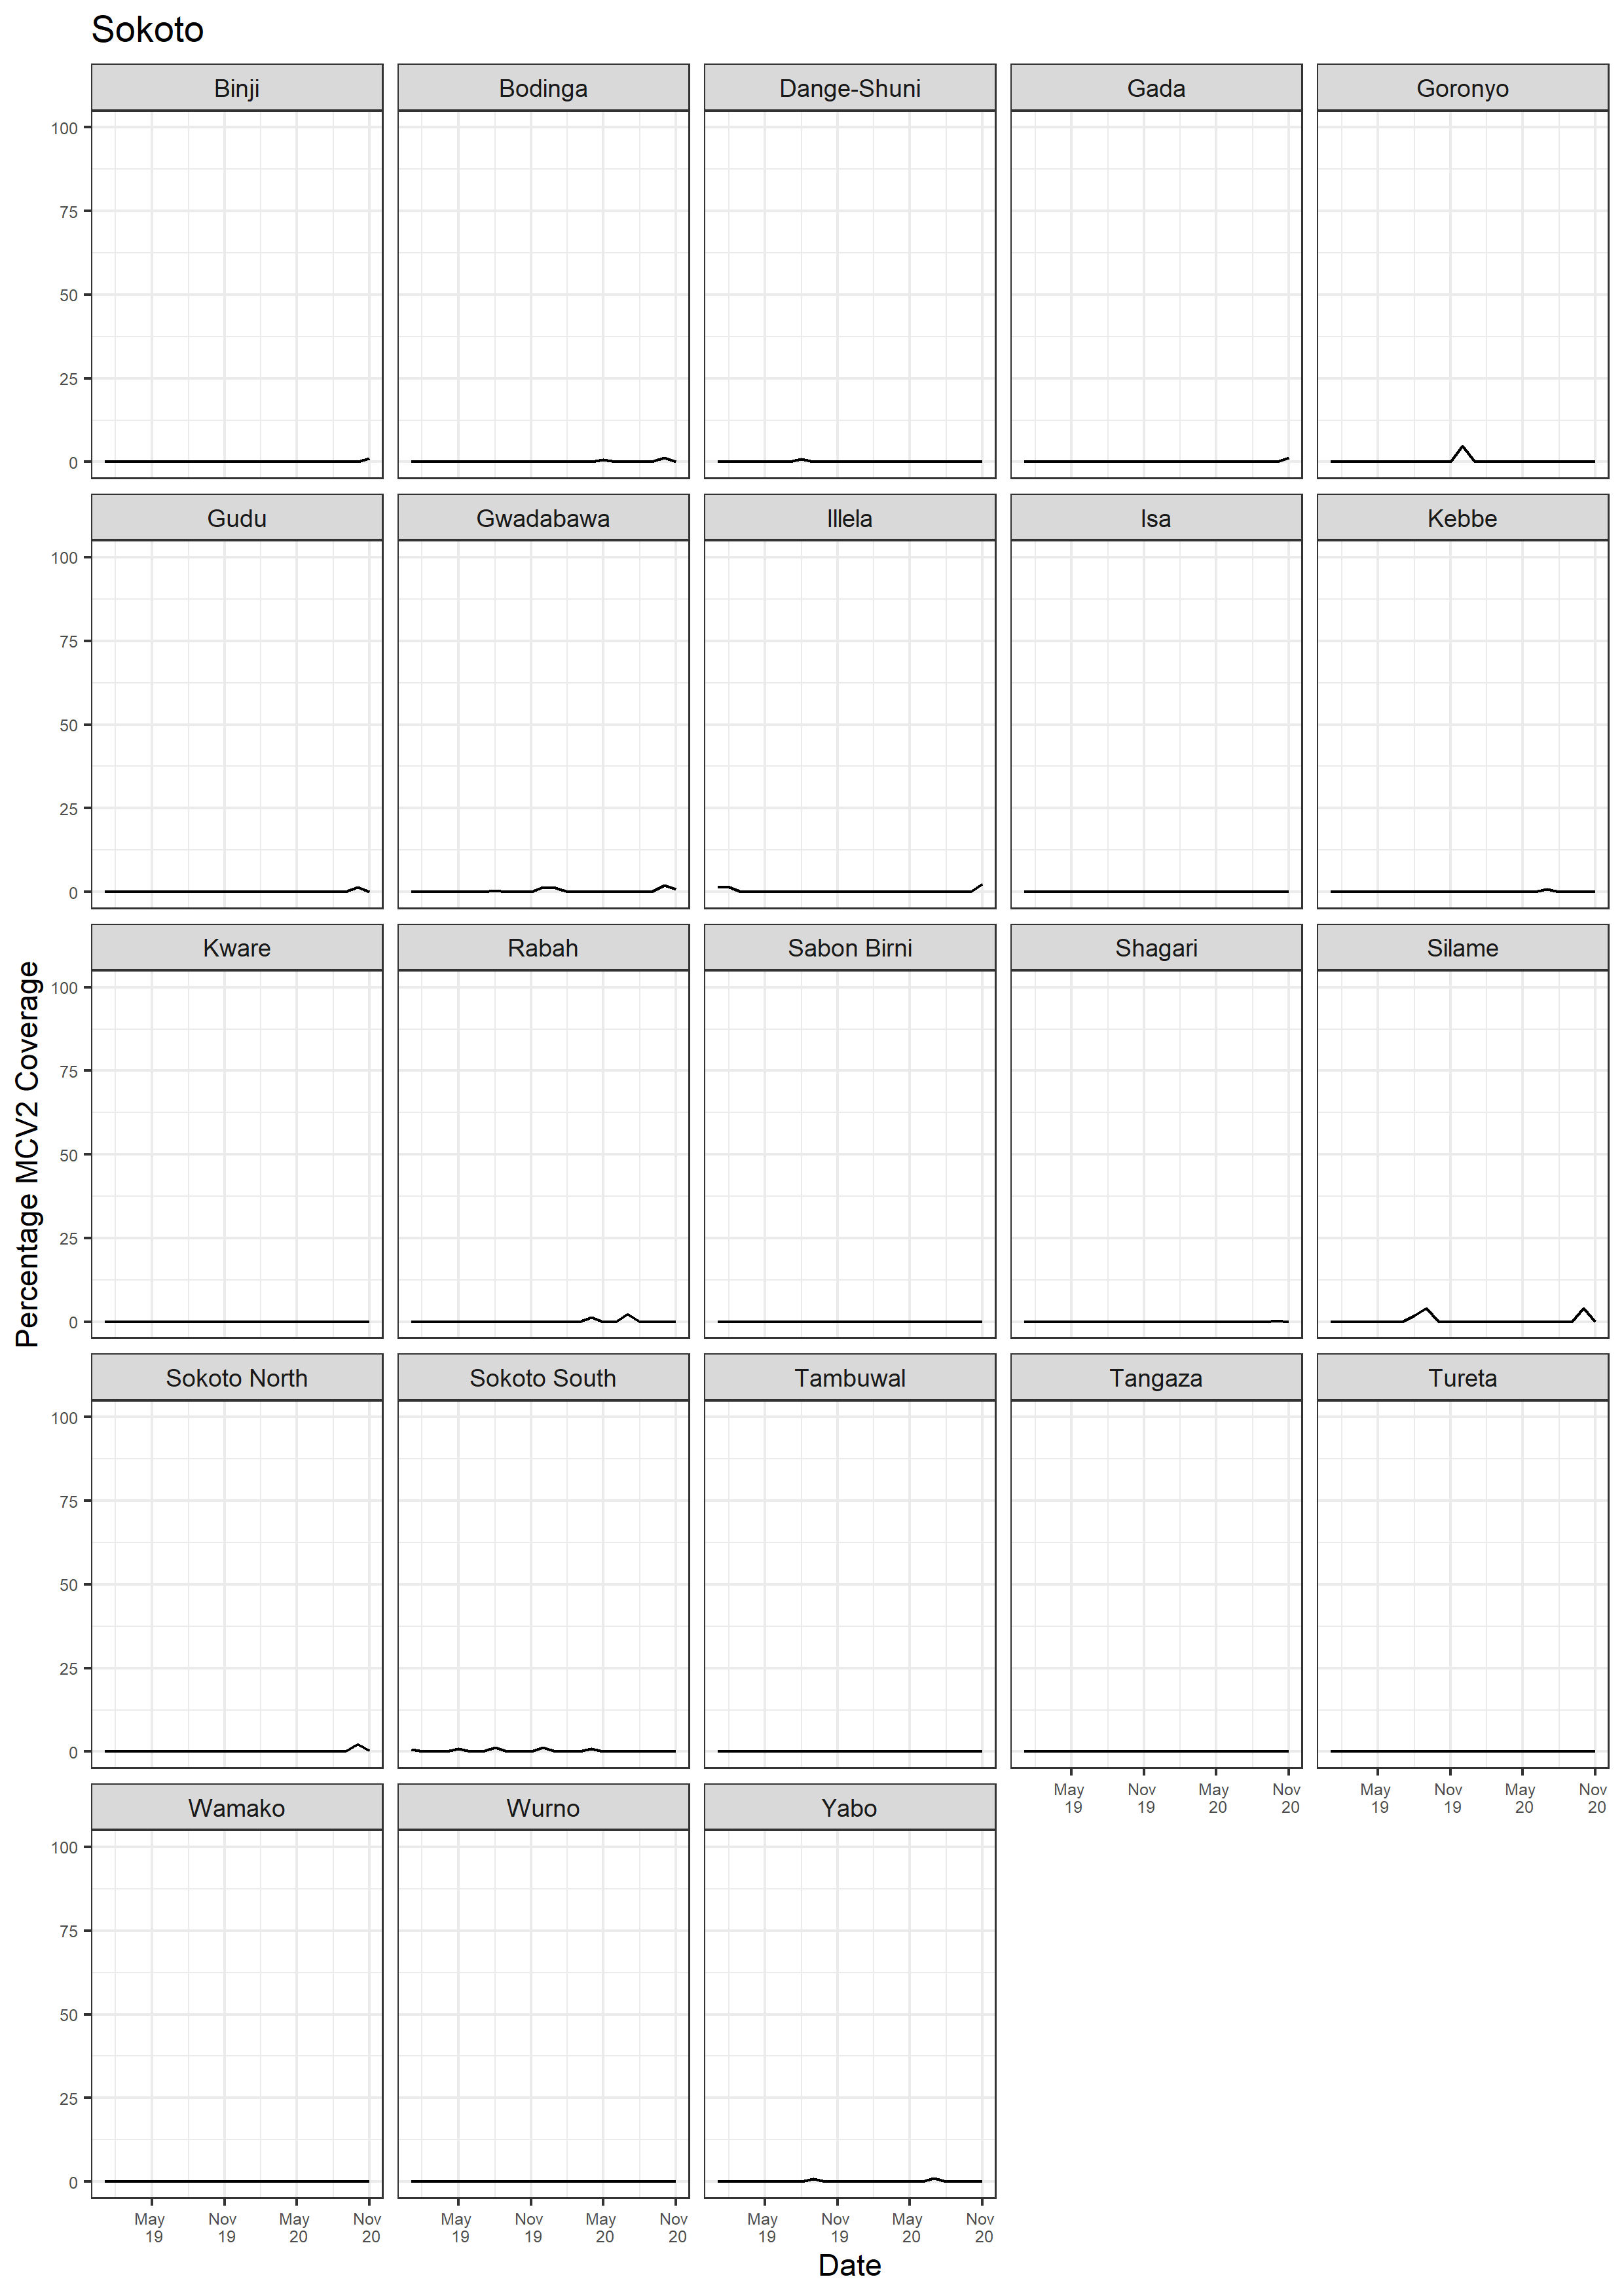 Sokoto
Binji Bodinga Dange-Shuni Gada Goronyo
100
75
50
25
0
Gudu Gwadabawa Illela Isa Kebbe
100
75
50
25
0
Kware Rabah Sabon Birni Shagari Silame
100
75
50
25
0
Percentage MCV2 Coverage
Sokoto North Sokoto South Tambuwal Tangaza Tureta
100
75
50
25
0
May Nov May Nov May Nov May Nov
19 19 20 20 19 19 20 20
Wamako Wurno Yabo
100
75
50
25
0
May Nov May Nov May Nov May Nov May Nov May Nov
19 19 20 20 19 19 20 20 19 19 20 20
Date